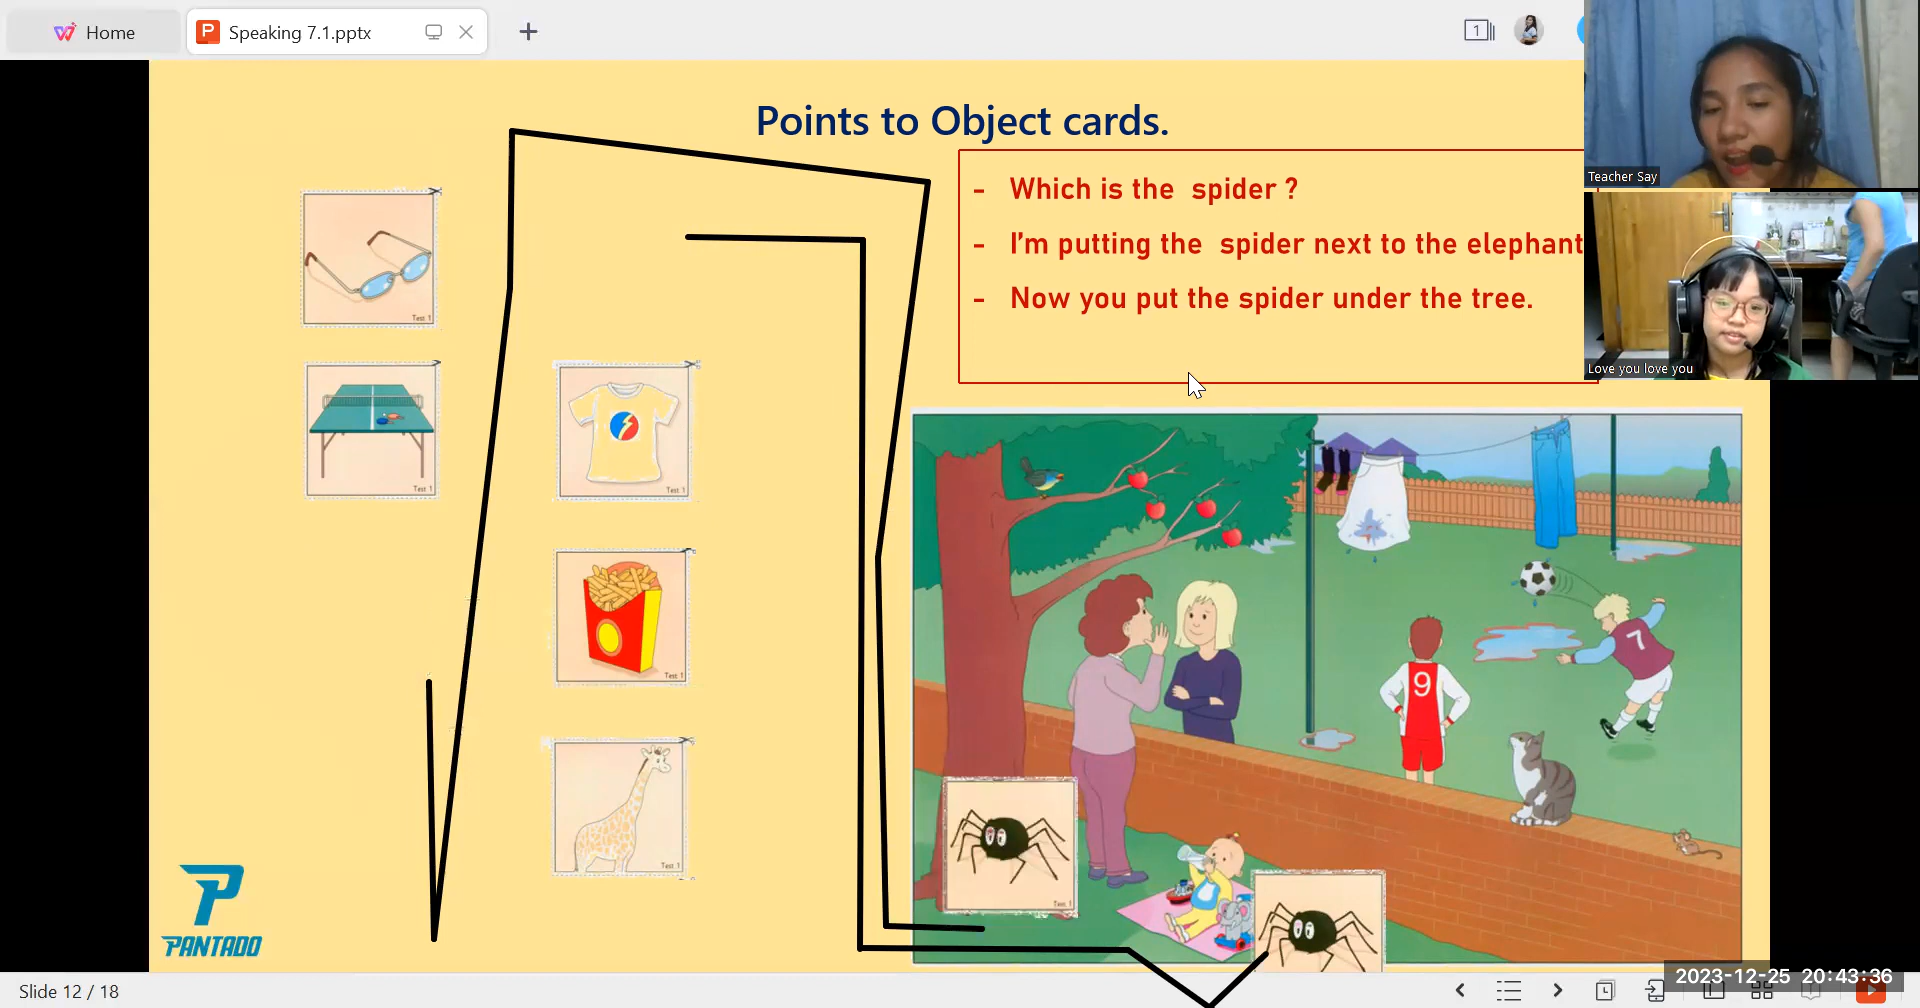 Home
Speaking 7.1.pptx
1
Points to Object cards.
- Which is the spider ?
- I'm putting the spider next to the elephant
- Now you put the spider under the tree.
Teacher Say
Love you love you
Test 1
Test 1
Test 1
Test 1
Test 1
Test 1
9
7
PANTADO
Slide 12 / 18
2023-12-25 20:43:36